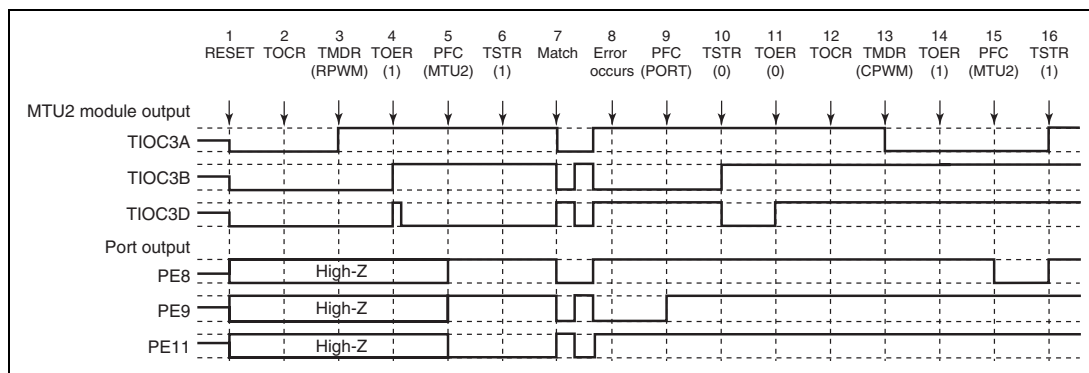 1 2 3 4 5 6 7 8 9 10 11 12 13 14 15 16
RESET TOCR TMDR TOER PFC TSTR Match Error PFC TSTR TOER TOCR TMDR TOER PFC TSTR
(RPWM) (1) (MTU2) (1) occurs (PORT) (0) (0) (CPWM) (1) (MTU2) (1)
MTU2 module output
TIOC3A
TIOC3B
TIOC3D
Port output
PE8 High-Z
PE9 High-Z
PE11 High-Z